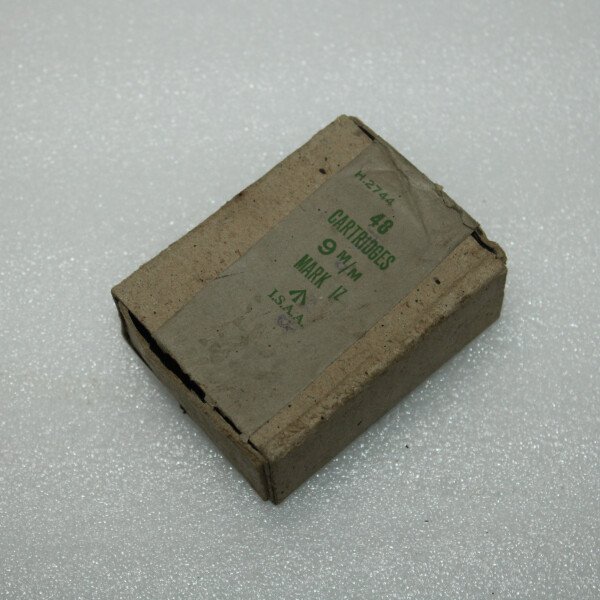 H.2744
48
CARTRIDGES
9 M/M
MARK IZ
I.S.A.A.